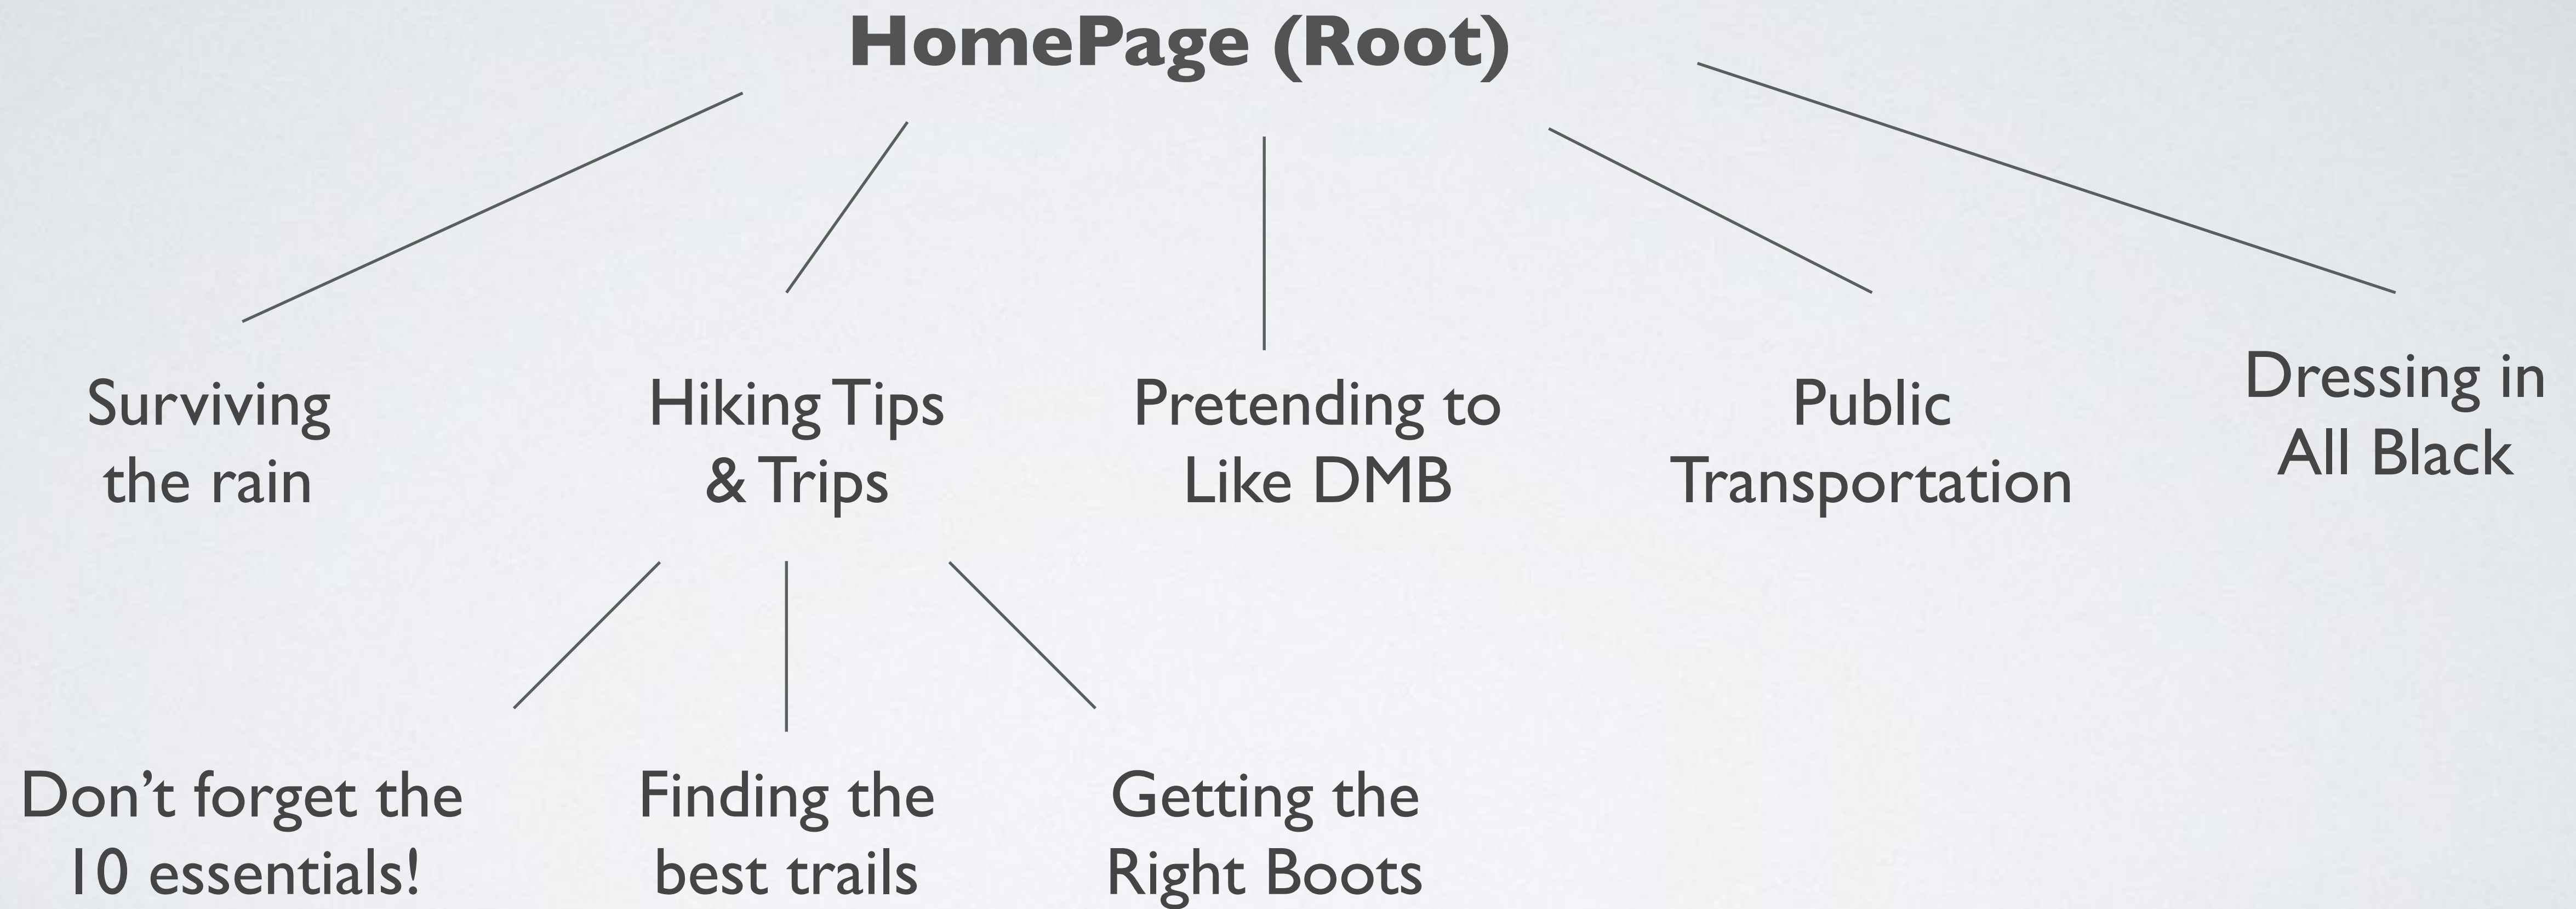 HomePage (Root)
Surviving
the rain
Hiking Tips
& Trips
Pretending to
Like DMB
Public
Transportation
Dressing in
All Black
Don’t forget the
10 essentials!
Finding the
best trails
Getting the
Right Boots